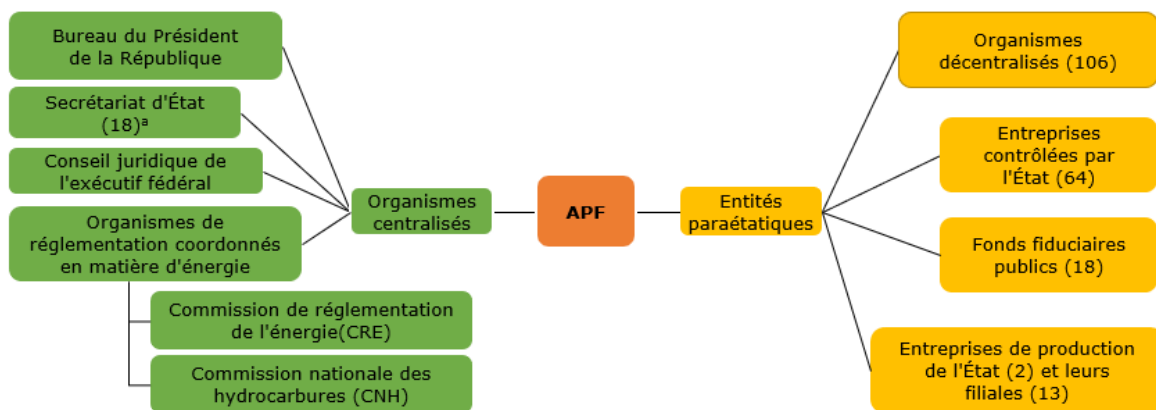 Bureau du Président
de la République
Secrétariat d'État
(18)ª
Conseil juridique de
l'exécutif fédéral
Organismes de
réglementation coordonnés
en matière d'énergie
Commission de réglementation
de l'énergie(CRE)
Commission nationale des
hydrocarbures (CNH)
Organismes
centralisés
APF
Entités
paraétatiques
Organismes
décentralisés (106)
Entreprises
contrôlées par
l'État (64)
Fonds fiduciaires
publics (18)
Entreprises de production
de l'État (2) et leurs
filiales (13)